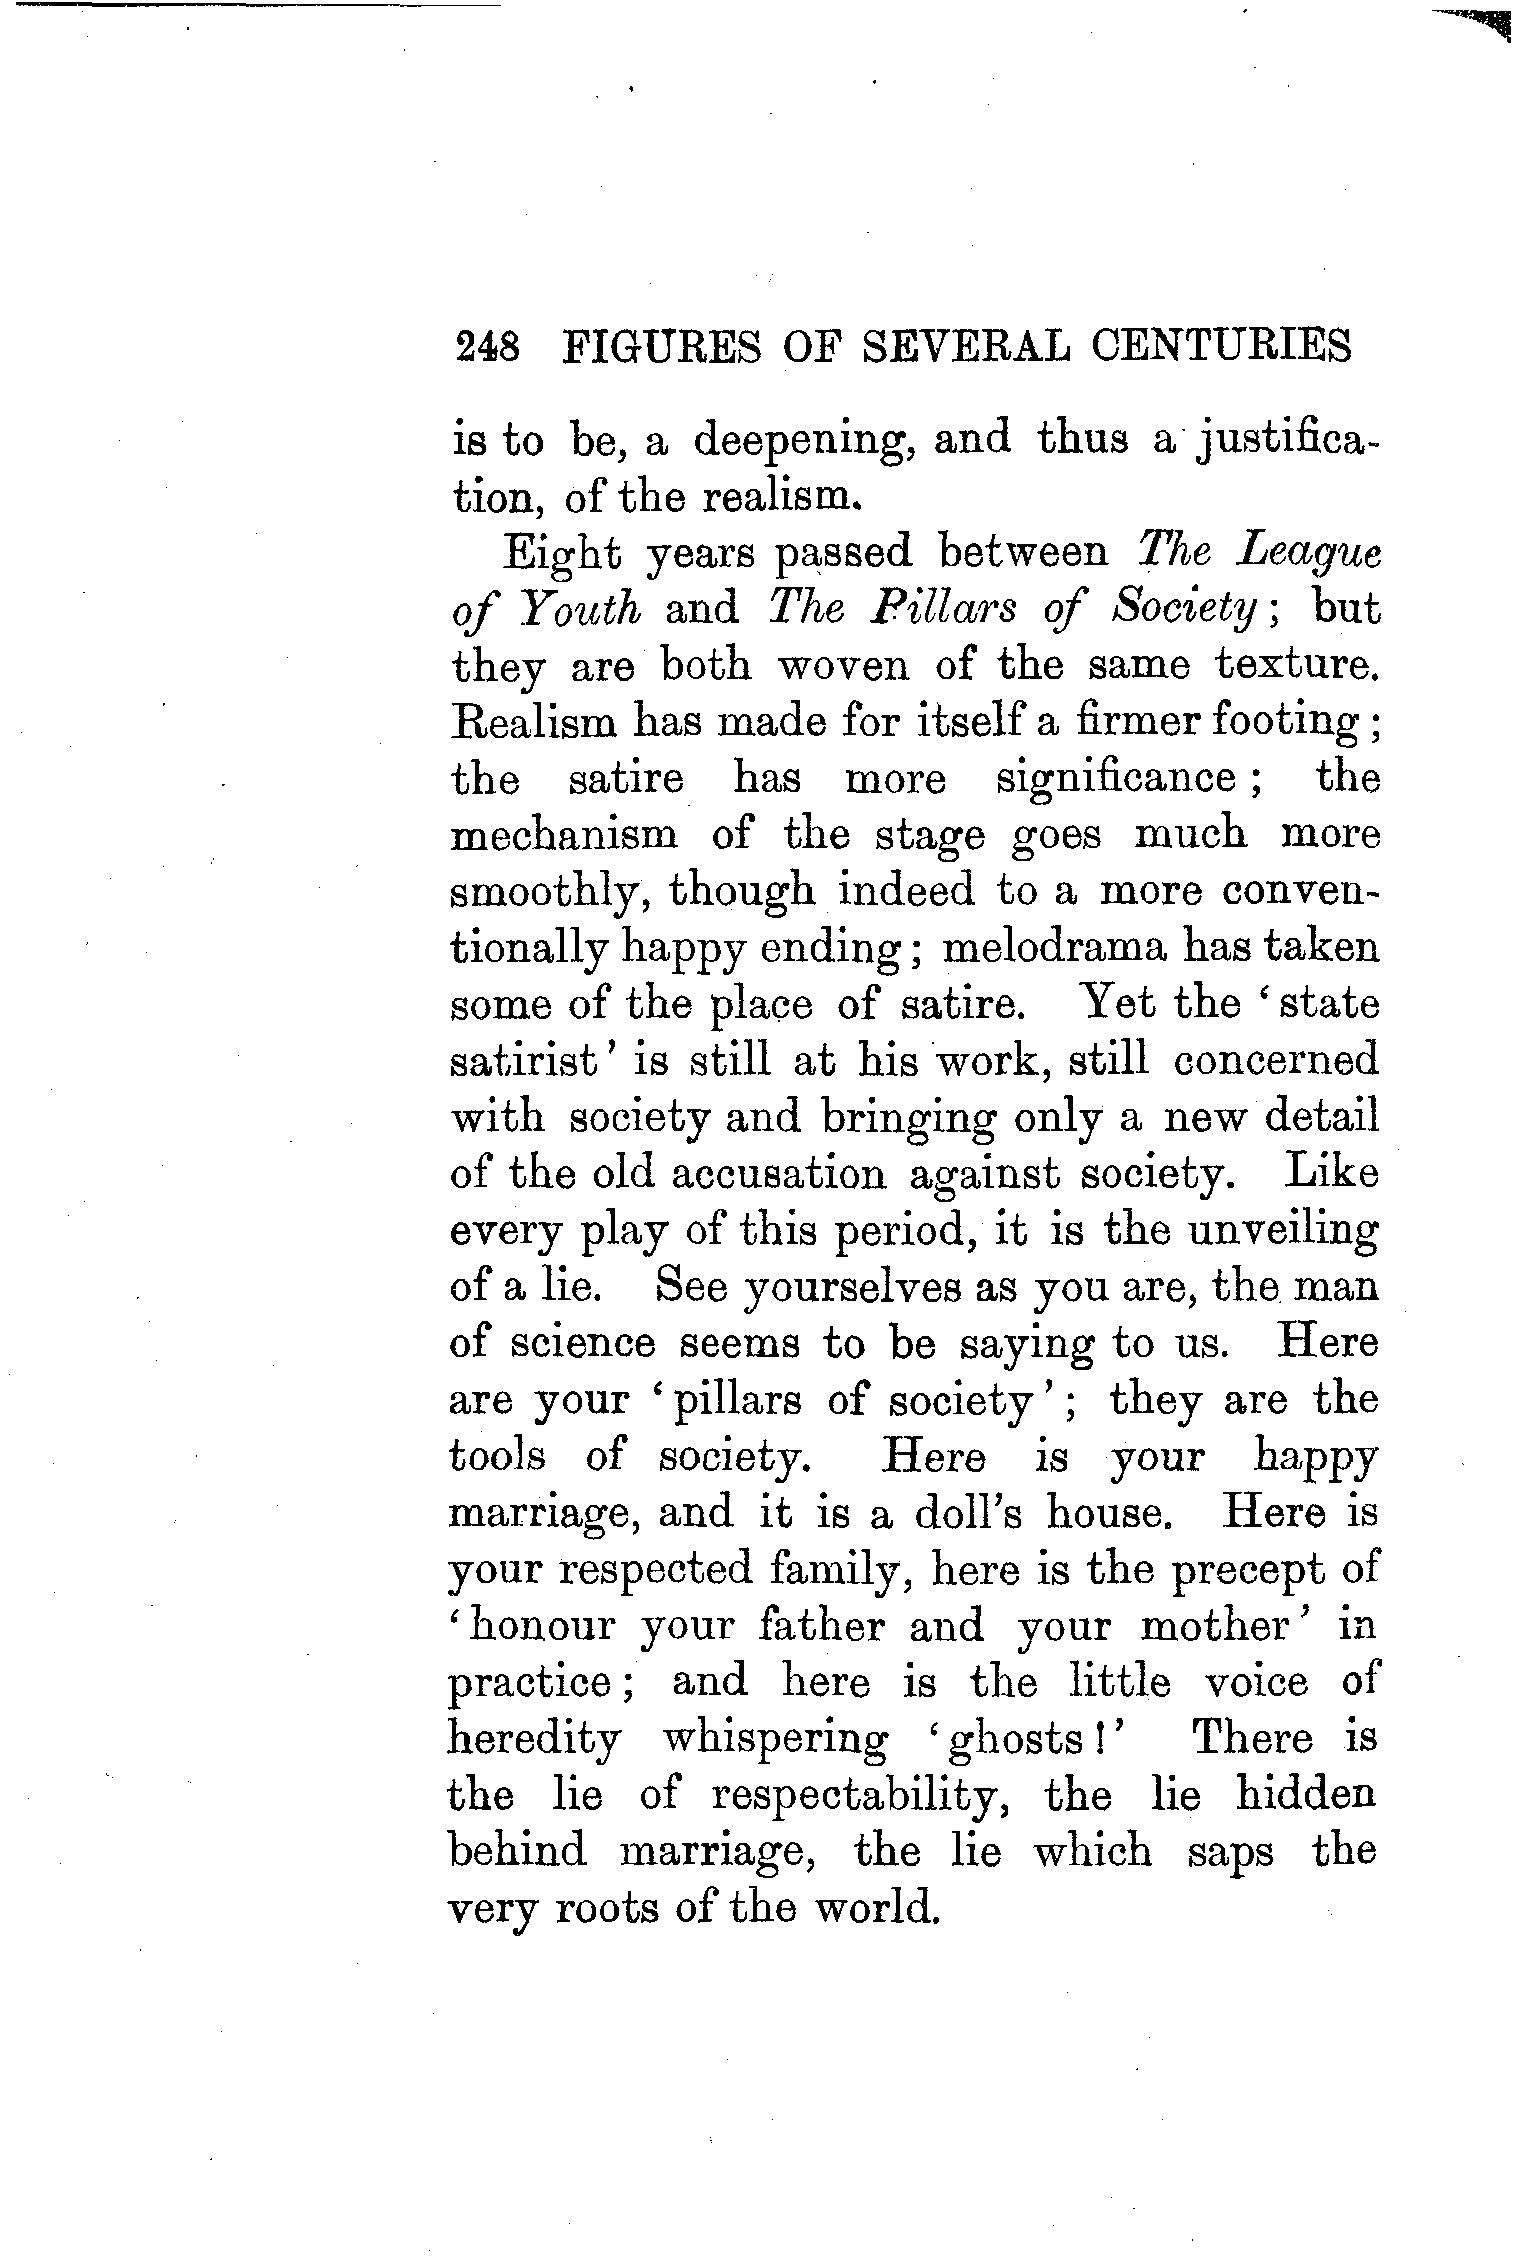 248 FIGURES OF SEVERAL CENTURIES
is to be, a deepening, and thus a justifica-
tion, of the realism.
Eight years passed between The League
of Youth and The Pillars of Society; but
they are both woven of the same texture.
Realism has made for itself a firmer footing;
the satire has more significance; the
mechanism of the stage goes much more
smoothly, though indeed to a more conven-
tionally happy ending; melodrama has taken
some of the place of satire. Yet the ‘state
satirist’ is still at his work, still concerned
with society and bringing only a new detail
of the old accusation against society. Like
every play of this period, it is the unveiling
of a lie. See yourselves as you are, the man
of science seems to be saying to us. Here
are your ‘pillars of society’; they are the
tools of society. Here is your happy
marriage, and it is a doll's house. Here is
your respected family, here is the precept of
‘honour your father and your mother’ in
practice; and here is the little voice of
heredity whispering ‘ghosts!’ There is
the lie of respectability, the lie hidden
behind marriage, the lie which saps the
very roots of the world.